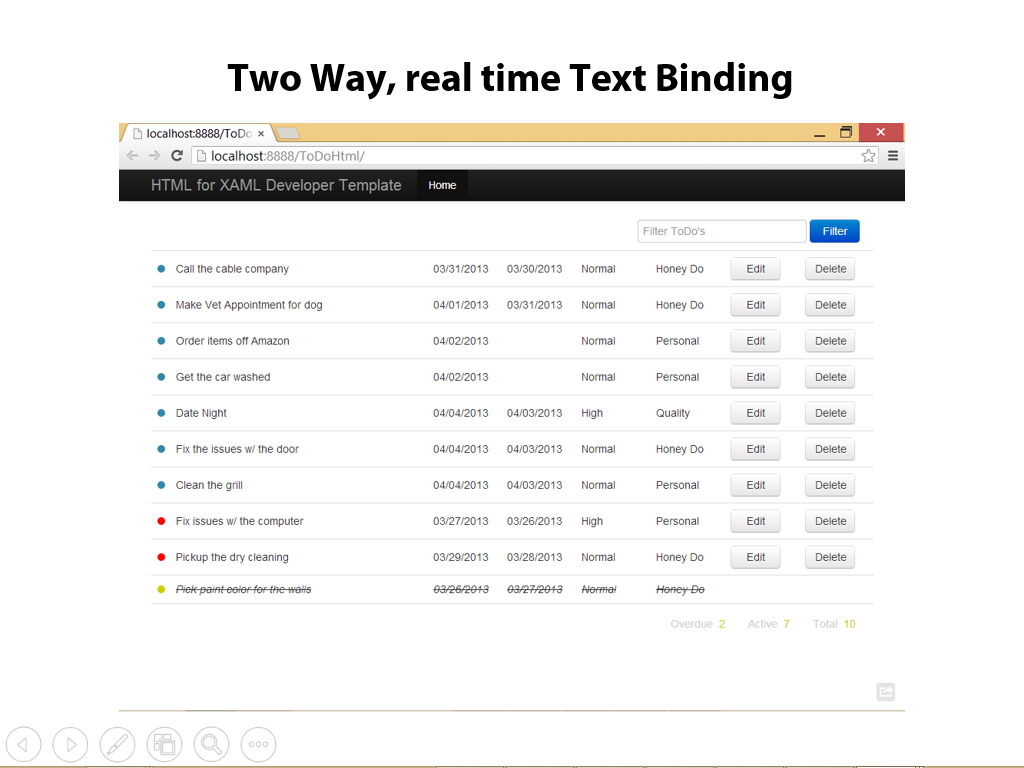 Two Way, real time Text Binding
localhost:8888/ToDo
localhost:8888/ToDoHtml/
HTML for XAML Developer Template Home
Filter ToDo's Filter
Call the cable company 03/31/2013 03/30/2013 Normal Honey Do Edit Delete
Make Vet Appointment for dog 04/01/2013 03/31/2013 Normal Honey Do Edit Delete
Order items off Amazon 04/02/2013 Normal Personal Edit Delete
Get the car washed 04/02/2013 Normal Personal Edit Delete
Date Night 04/04/2013 04/03/2013 High Quality Edit Delete
Fix the issues w/ the door 04/04/2013 04/03/2013 Normal Honey Do Edit Delete
Clean the grill 04/04/2013 04/03/2013 Normal Personal Edit Delete
Fix issues w/ the computer 03/27/2013 03/26/2013 High Personal Edit Delete
Pickup the dry cleaning 03/29/2013 03/28/2013 Normal Honey Do Edit Delete
Pick paint color for the walls 03/26/2013 03/27/2013 Normal Honey Do
Overdue 2 Active 7 Total 10